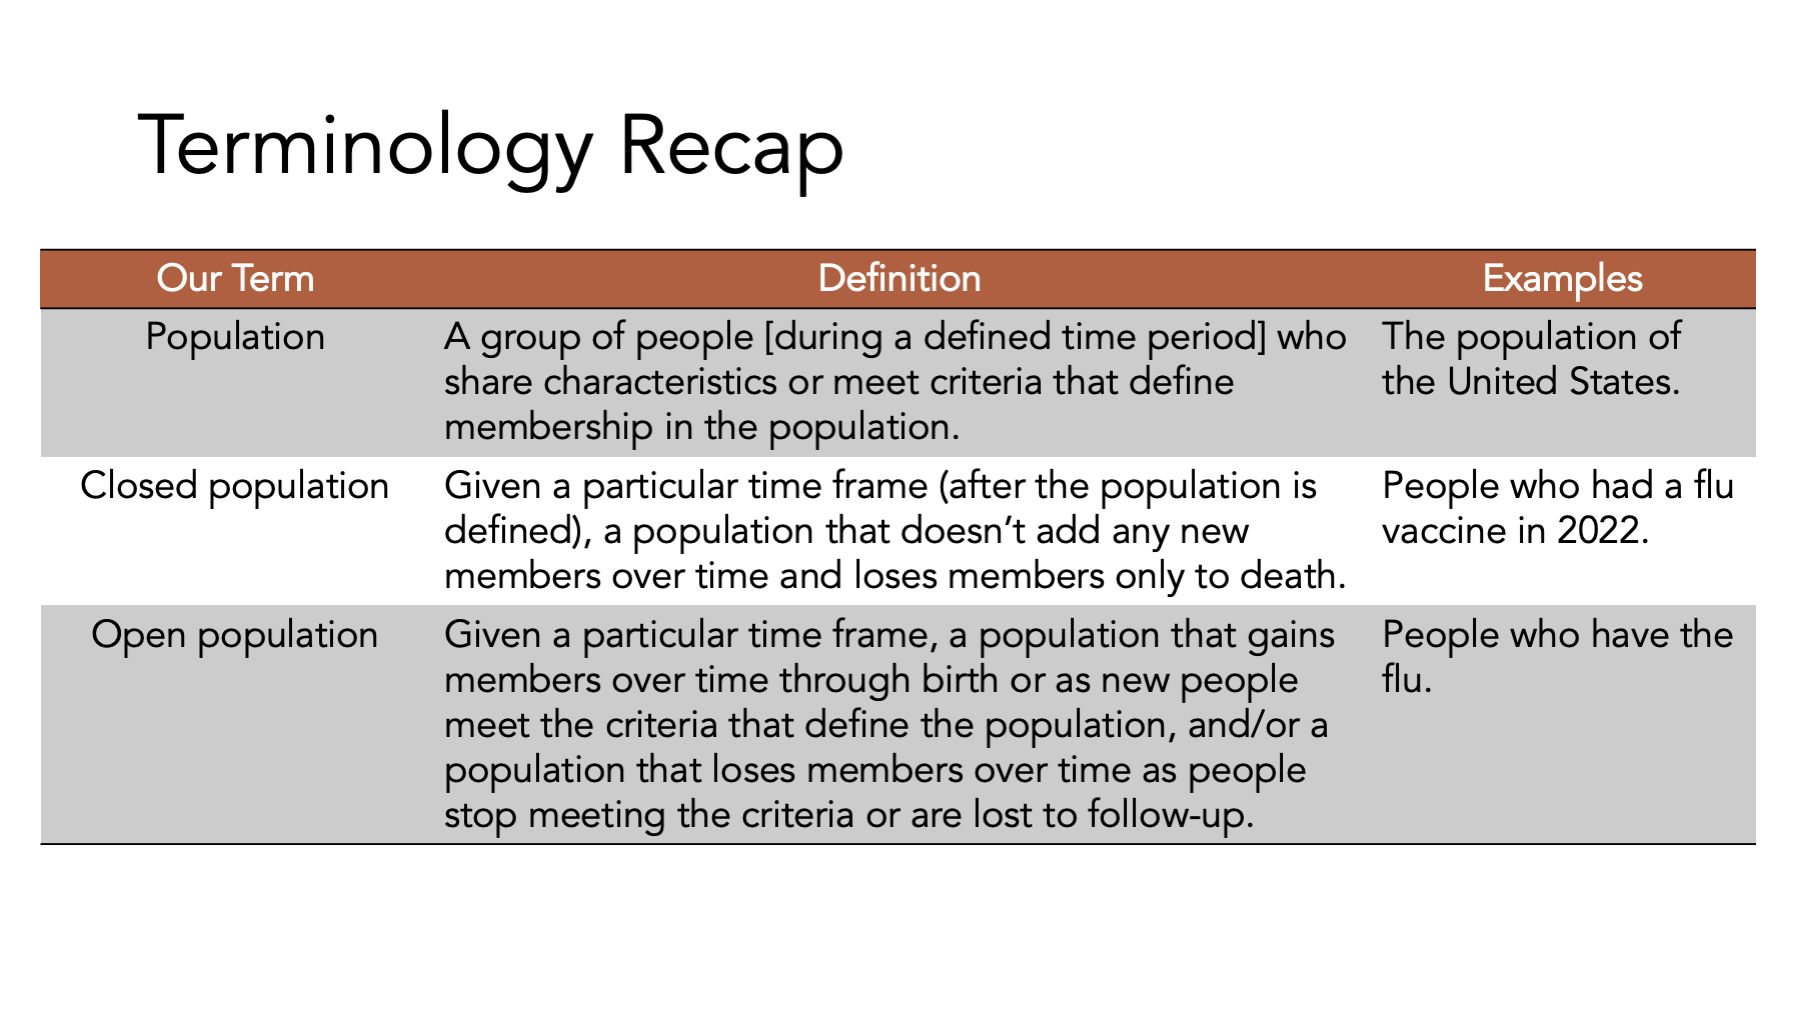 Terminology Recap
Our Term
Definition
Examples
Population
A group of people [during a defined time period] who
share characteristics or meet criteria that define
membership in the population.
The population of
the United States.
Closed population
Given a particular time frame (after the population is
defined), a population that doesn’t add any new
members over time and loses members only to death.
People who had a flu
vaccine in 2022.
Open population
Given a particular time frame, a population that gains
members over time through birth or as new people
meet the criteria that define the population, and/or a
population that loses members over time as people
stop meeting the criteria or are lost to follow-up.
People who have the
flu.